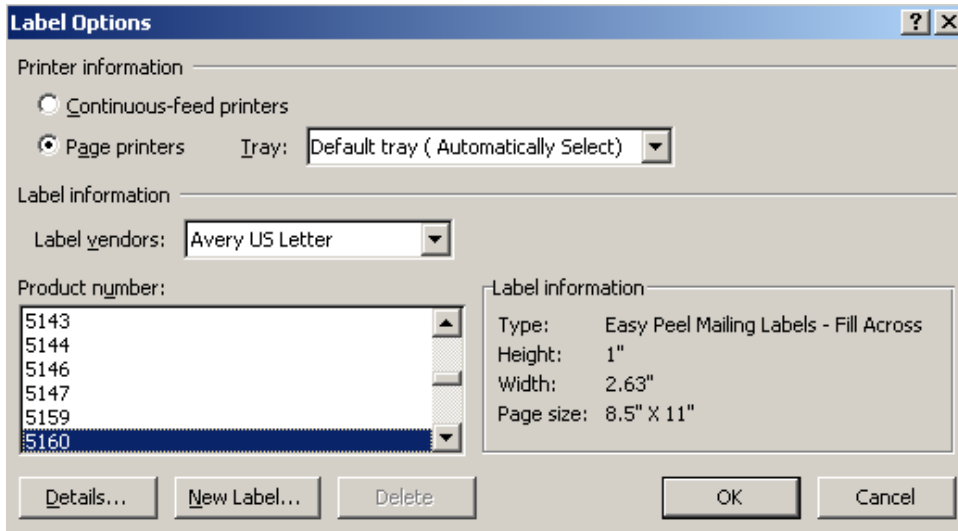 Label Options
Printer information
Continuous-feed printers
Page printers Tray: Default tray ( Automatically Select)
Label information
Label vendors: Avery US Letter
Product number:
5143
5144
5146
5147
5159
5160
Label information
Type: Easy Peel Mailing Labels - Fill Across
Height: 1"
Width: 2.63"
Page size: 8.5" X 11"
Details... New Label... Delete OK Cancel